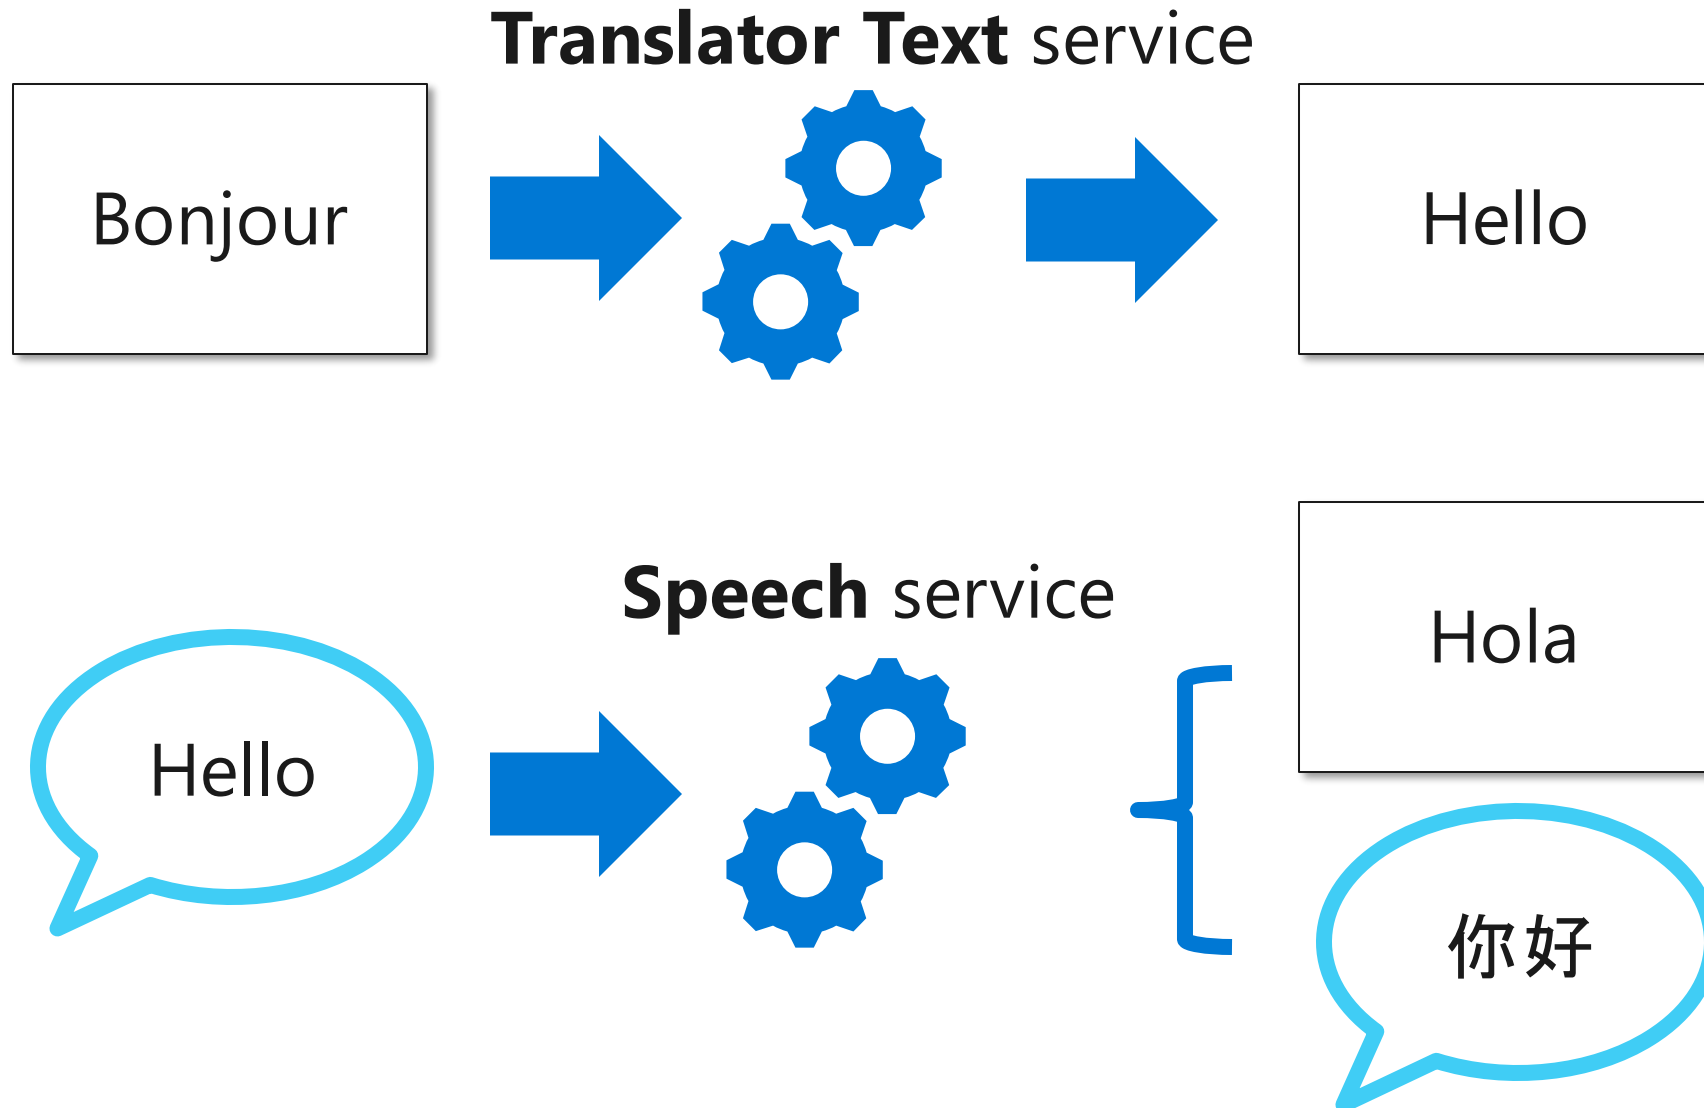 Translator Text service
Bonjour
Hello
Speech service
Hello
Hola
你好